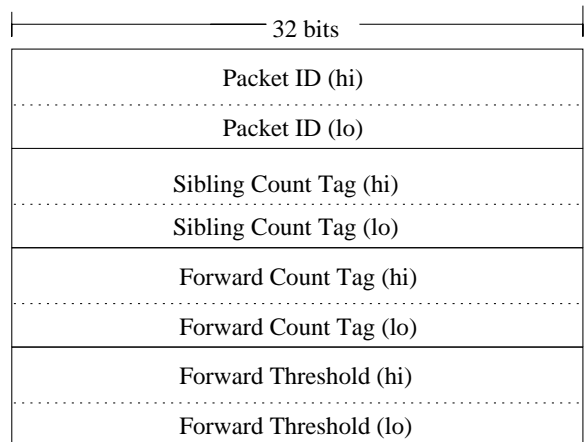 32 bits
Packet ID (hi)
Packet ID (lo)
Sibling Count Tag (hi)
Sibling Count Tag (lo)
Forward Count Tag (hi)
Forward Count Tag (lo)
Forward Threshold (hi)
Forward Threshold (lo)